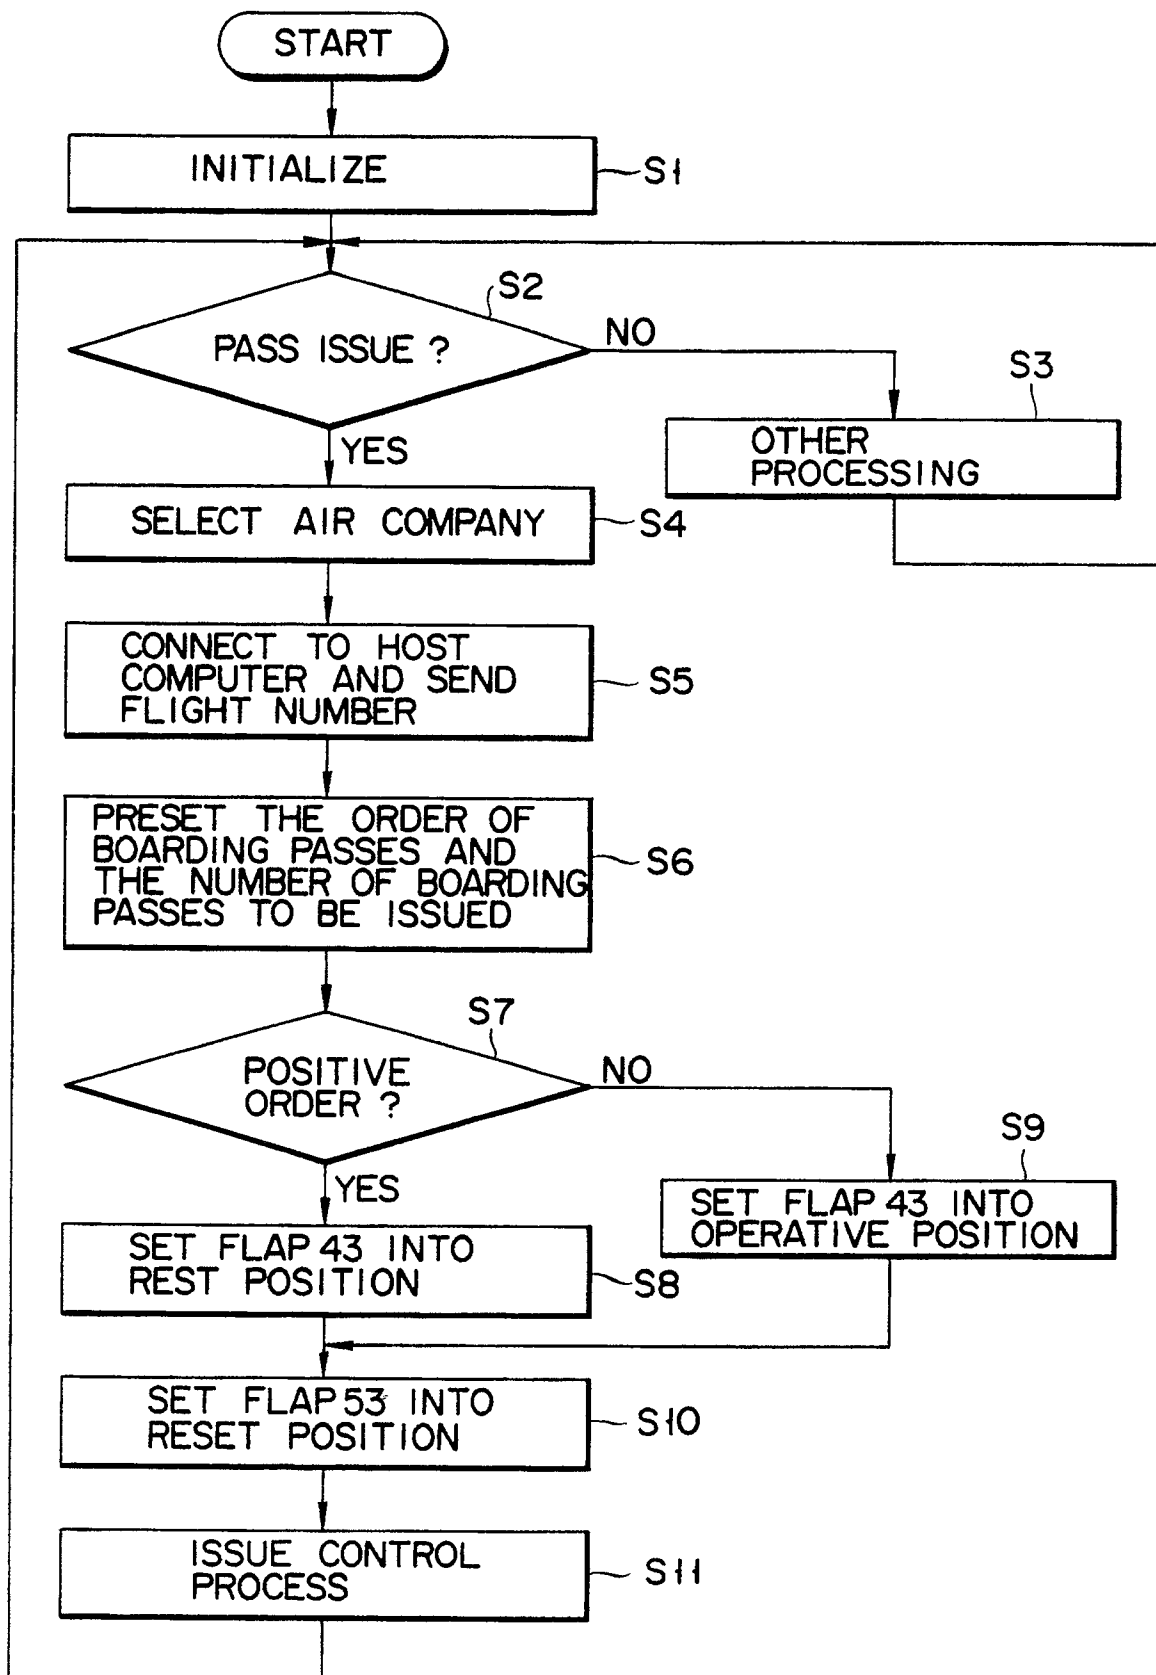 START
INITIALIZE
S1
S2
PASS ISSUE ?
NO
S3
OTHER
PROCESSING
YES
SELECT AIR COMPANY
S4
CONNECT TO HOST
COMPUTER AND SEND
FLIGHT NUMBER
S5
PRESET THE ORDER OF
BOARDING PASSES AND
THE NUMBER OF BOARDING
PASSES TO BE ISSUED
S6
S7
POSITIVE
ORDER ?
NO
S9
SET FLAP 43 INTO
OPERATIVE POSITION
YES
SET FLAP 43 INTO
REST POSITION
S8
SET FLAP 53 INTO
RESET POSITION
S10
ISSUE CONTROL
PROCESS
S11